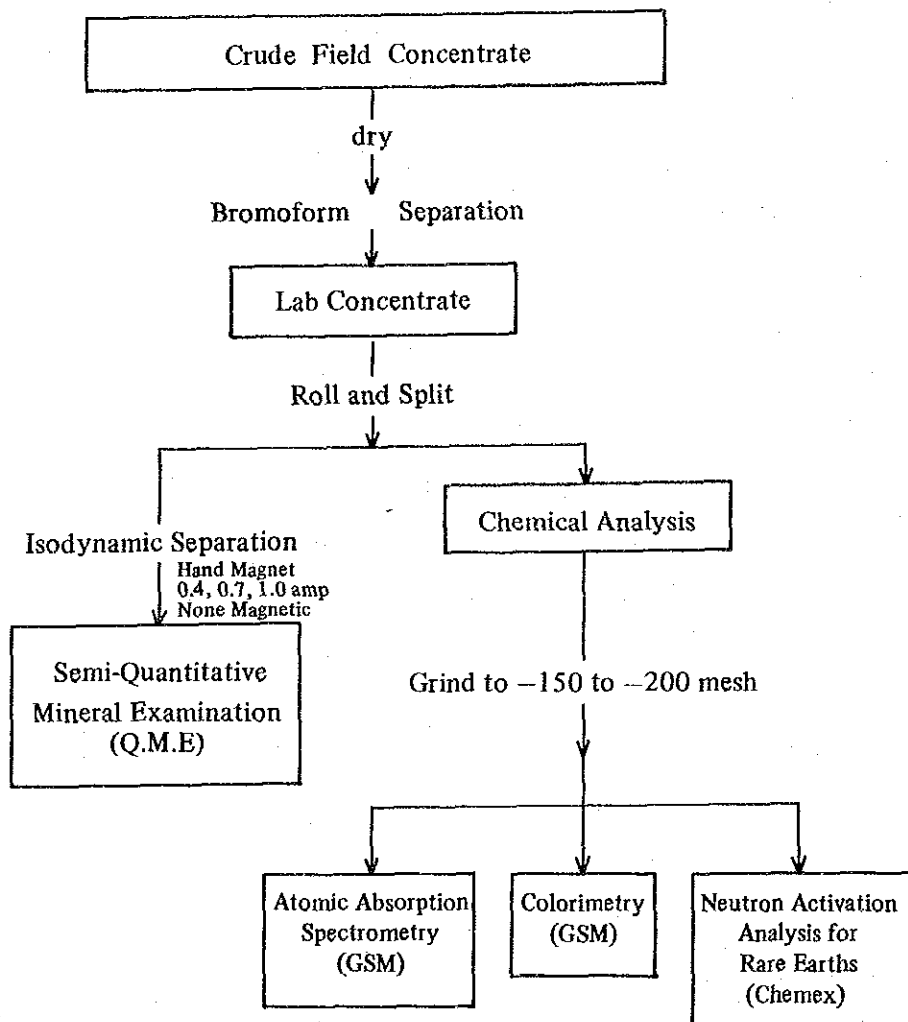 Crude Field Concentrate
dry
Bromoform Separation
Lab Concentrate
Roll and Split
Chemical Analysis
Isodynamic Separation
Hand Magnet
0.4, 0.7, 1.0 amp
None Magnetic
Semi-Quantitative
Mineral Examination
(Q.M.E)
Grind to −150 to −200 mesh
Atomic Absorption
Spectrometry
(GSM)
Colorimetry
(GSM)
Neutron Activation
Analysis for
Rare Earths
(Chemex)